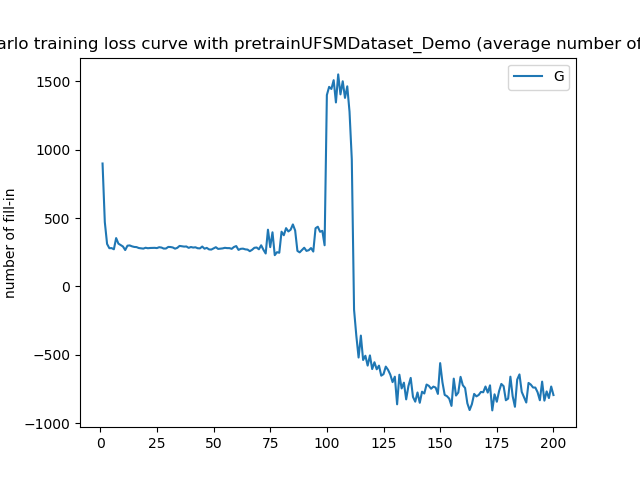 arlo training loss curve with pretrainUFSMDataset_Demo (average number of
G
number of fill-in
1500
1000
500
0
−500
−1000
0 25 50 75 100 125 150 175 200